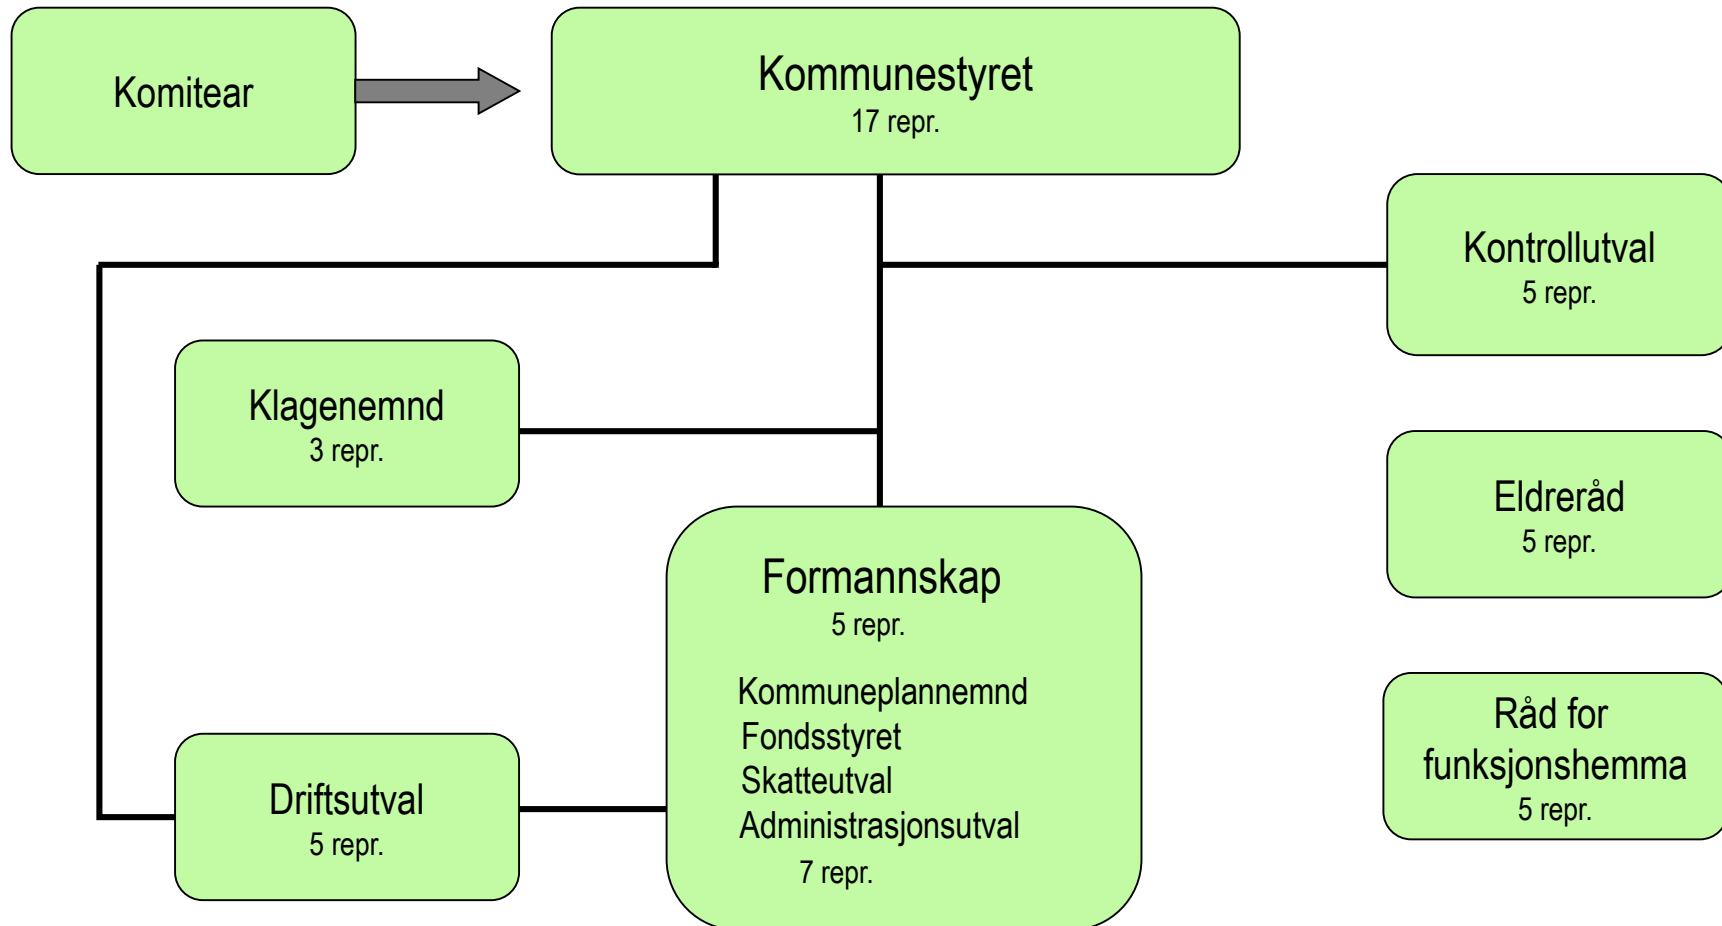 Komitear
Kommunestyret
17 repr.
Kontrollutval
5 repr.
Klagenemnd
3 repr.
Eldreråd
5 repr.
Formannskap
5 repr.
Kommuneplannemnd
Fondsstyret
Skatteutval
Administrasjonsutval
7 repr.
Råd for
funksjonshemma
5 repr.
Driftsutval
5 repr.